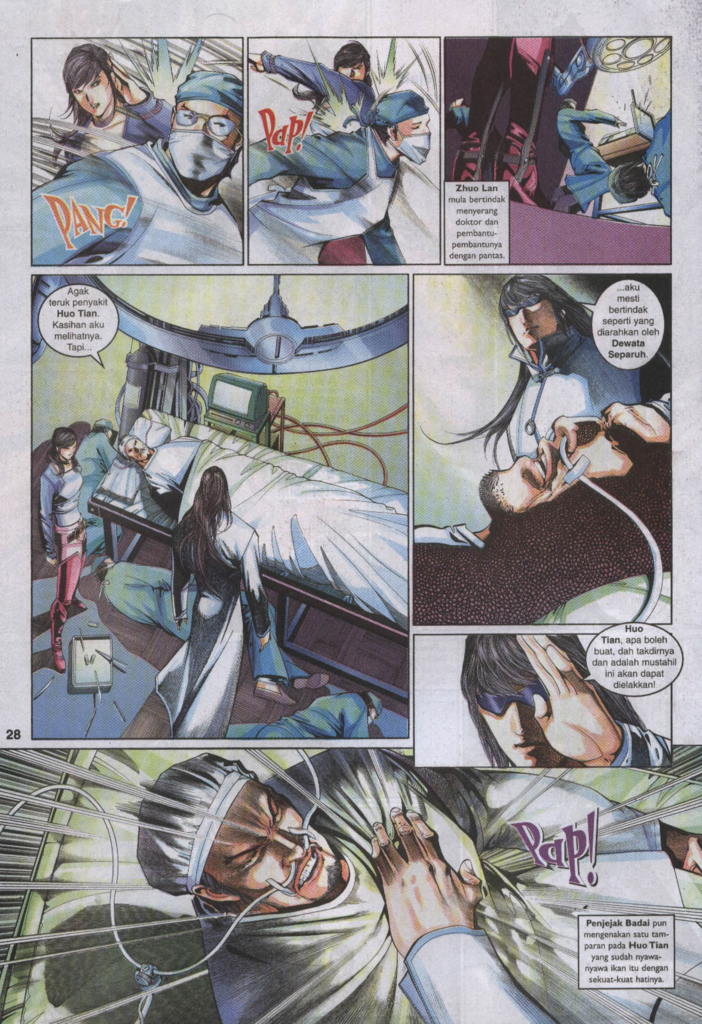 PANG!
Pap!
Zhuo Lan
mula bertindak
menyerang
doktor dan
pembantu-
pembantunya
dengan pantas.
Agak
teruk penyakit
Huo Tian.
Kasihan aku
melihatnya.
Tapi...
...aku
mesti
bertindak
seperti yang
diarahkan oleh
Dewata
Separuh.
Huo
Tian, apa boleh
buat, dah takdirnya
dan adalah mustahil
ini akan dapat
dielakkan!
28
Pap!
Penjejak Badai pun
mengenakan satu tam-
paran pada Huo Tian
yang sudah nyawa-
nyawa ikan itu dengan
sekuat-kuat hatinya.